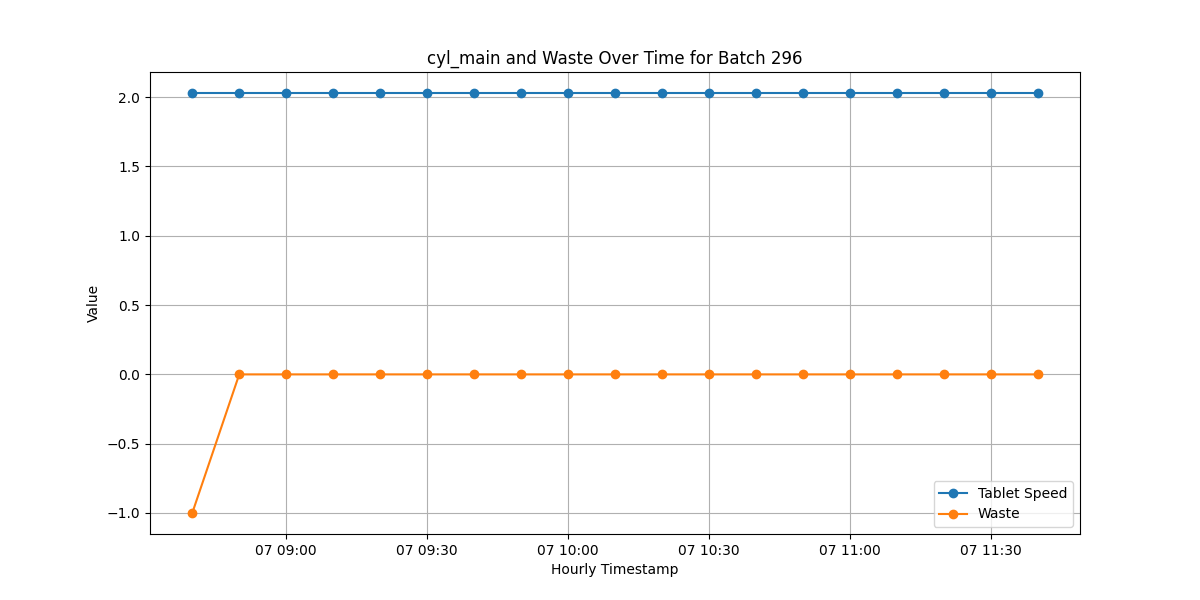 cyl_main and Waste Over Time for Batch 296
2.0
1.5
1.0
0.5
0.0
−0.5
−1.0
Value
07 09:00
07 09:30
07 10:00
07 10:30
07 11:00
07 11:30
Hourly Timestamp
Tablet Speed
Waste